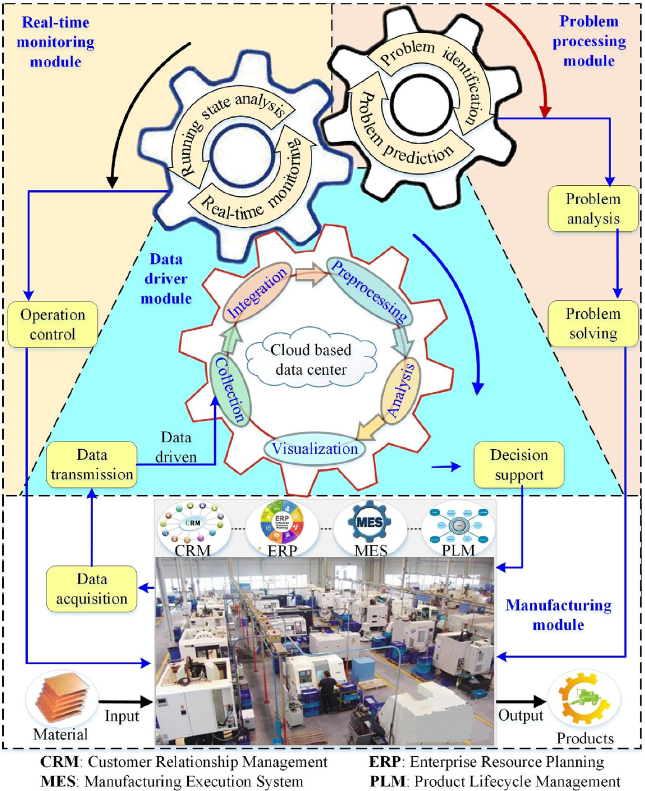 Real-time
monitoring
module
Problem
processing
module
Running state analysis
Real-time monitoring
Problem identification
Problem prediction
Problem
analysis
Data
driver
module
Operation
control
Problem
solving
Integration
Preprocessing
Cloud based
data center
Collection
Analysis
Visualization
Data
transmission
Data
driven
Decision
support
CRM
ERP
MES
CRM
ERP
MES
PLM
Data
acquisition
Manufacturing
module
Material
Input
Output
Products
CRM: Customer Relationship Management
ERP: Enterprise Resource Planning
MES: Manufacturing Execution System
PLM: Product Lifecycle Management